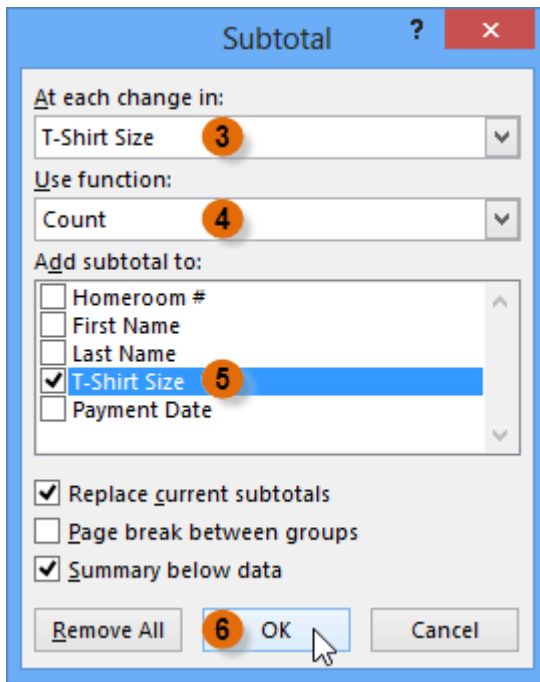 Subtotal ? ×
At each change in:
T-Shirt Size 3
Use function:
Count 4
Add subtotal to:
Homeroom #
First Name
Last Name
T-Shirt Size 5
Payment Date
Replace current subtotals
Page break between groups
Summary below data
Remove All 6 OK Cancel